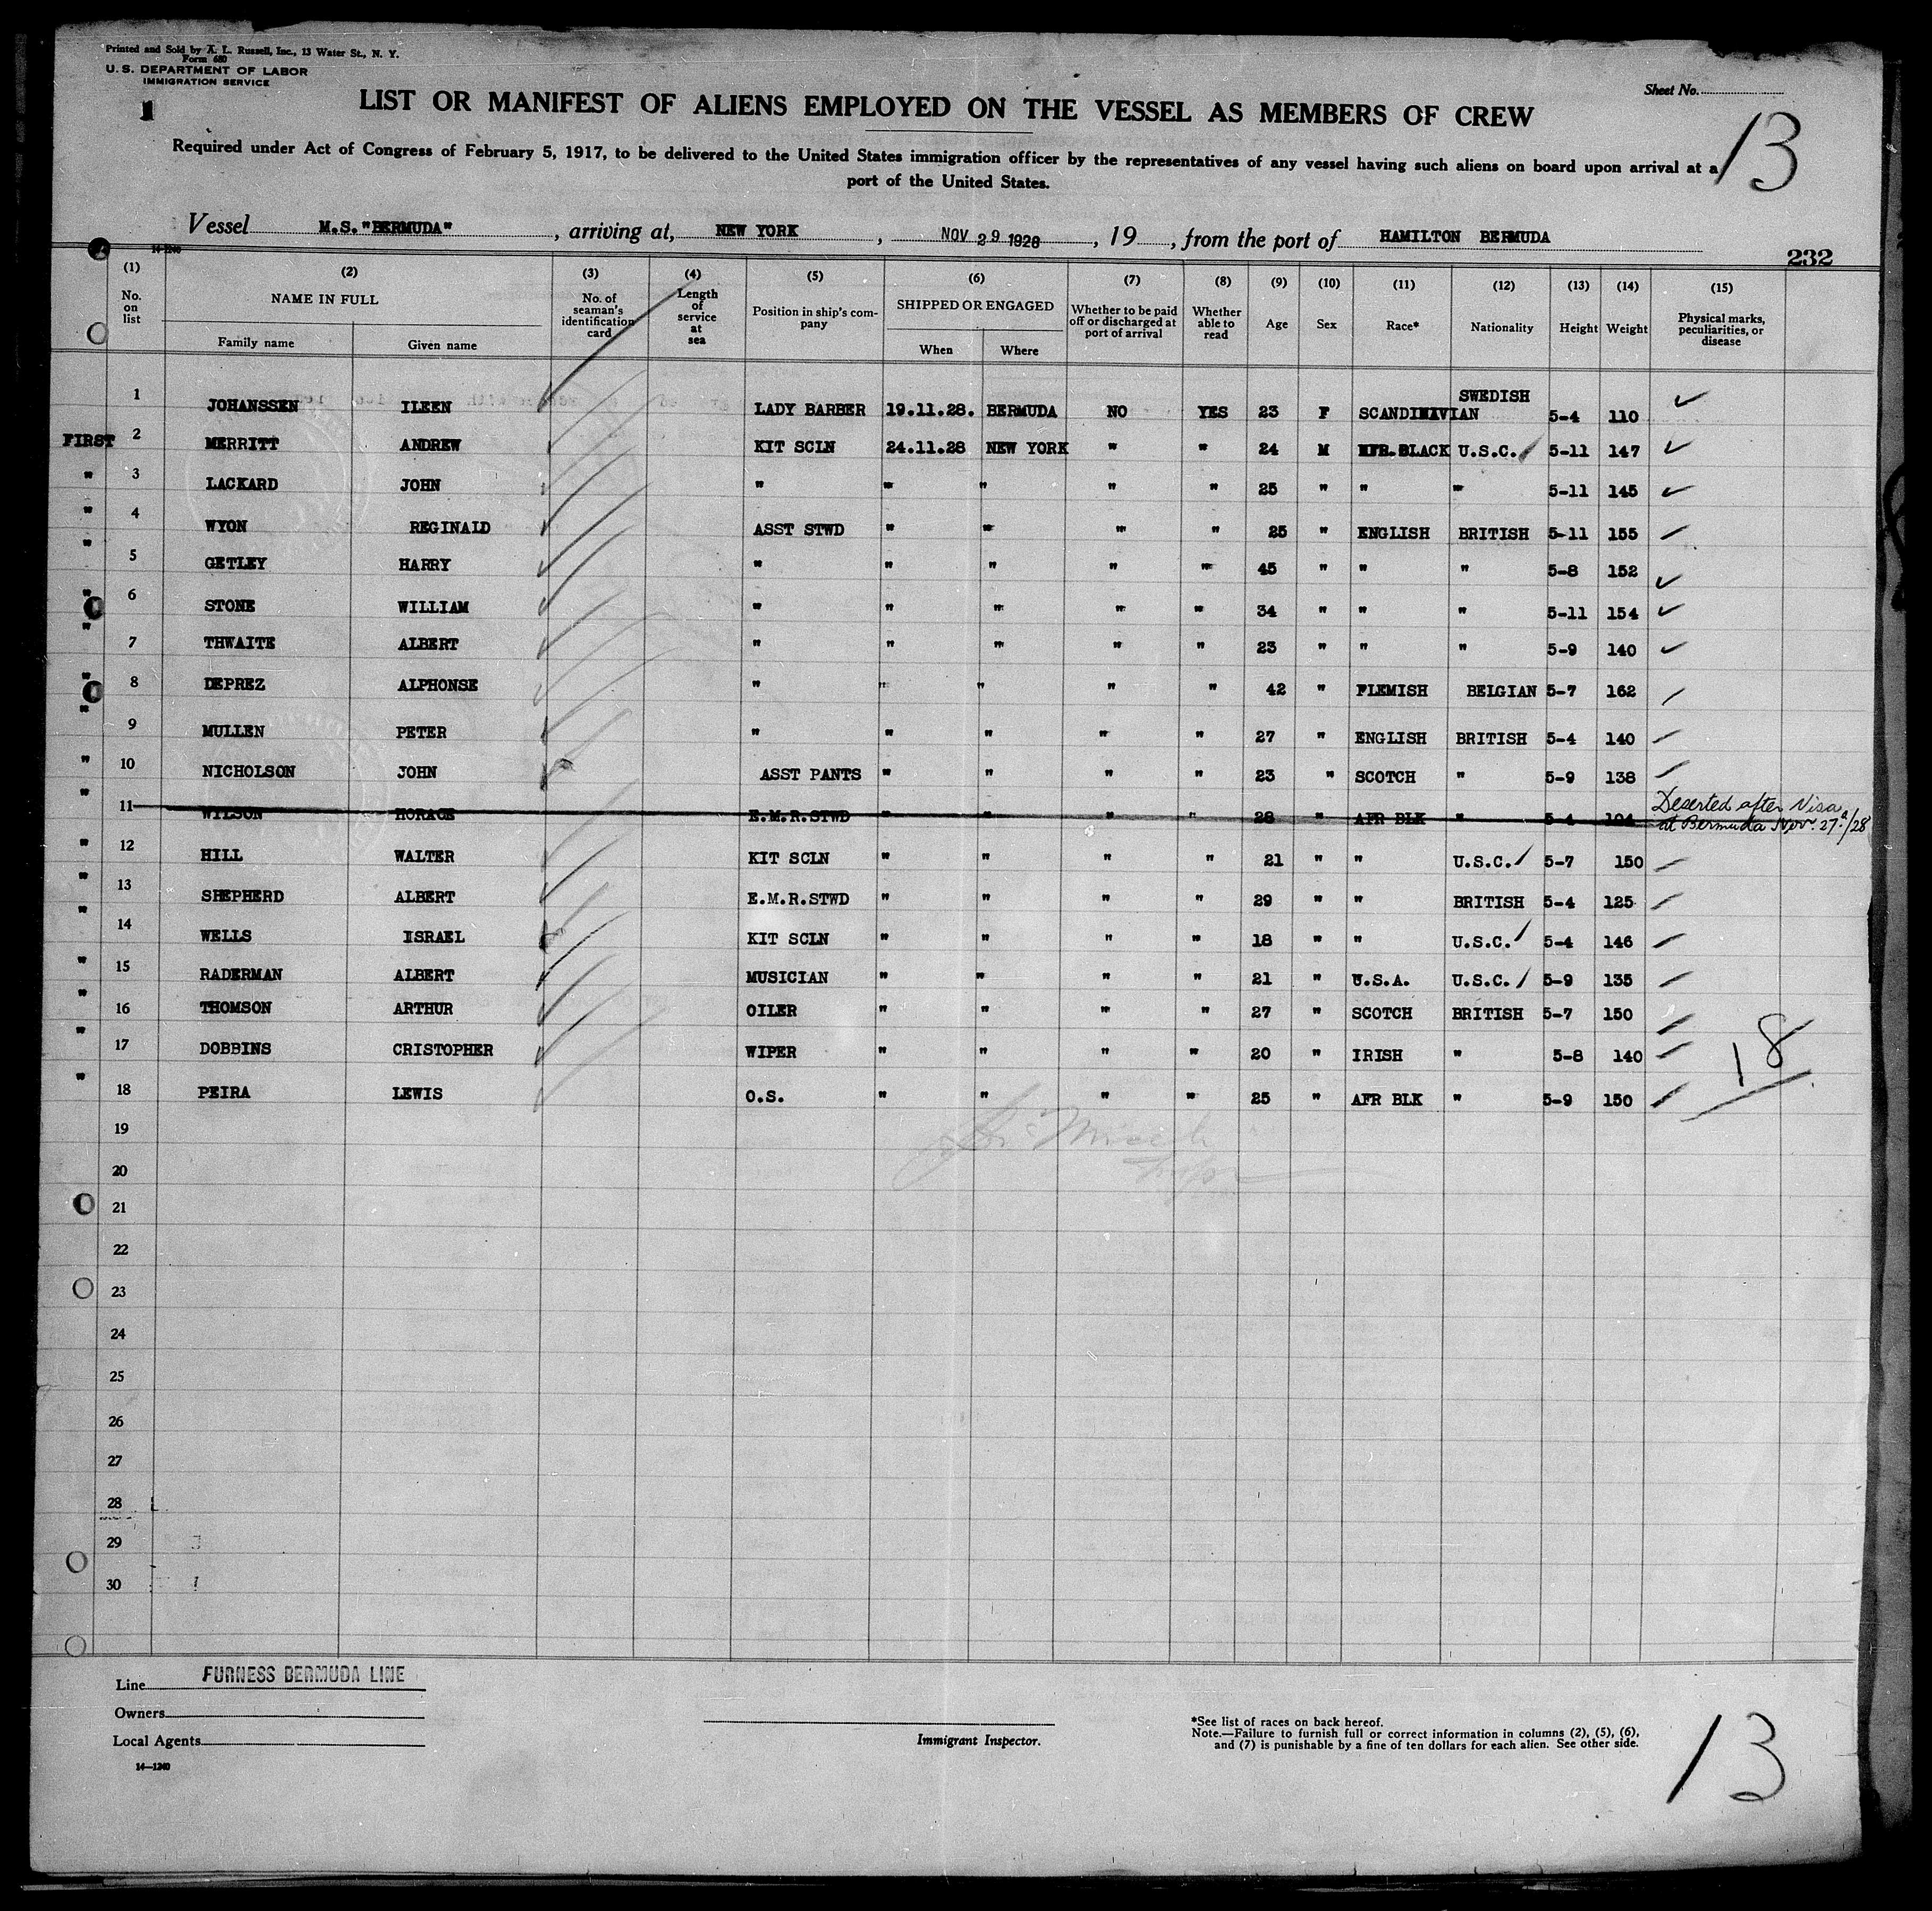 Printed and Sold by A. L. Russell, Inc., 13 Water St., N. Y.
Form 680
U. S. DEPARTMENT OF LABOR
IMMIGRATION SERVICE
1
Sheet No.
LIST OR MANIFEST OF ALIENS EMPLOYED ON THE VESSEL AS MEMBERS OF CREW
13
Required under Act of Congress of February 5, 1917, to be delivered to the United States immigration officer by the representatives of any vessel having such aliens on board upon arrival at a
port of the United States.
Vessel M.S."BERMUDA" , arriving at, NEW YORK , NOV 29 1928 , 19 , from the port of HAMILTON BERMUDA
14-1240
232
(1) (2) (3) (4) (5) (6) (7) (8) (9) (10) (11) (12) (13) (14) (15)
No. on list NAME IN FULL Family name Given name No. of seaman's identification card Length of service at sea Position in ship's company SHIPPED OR ENGAGED When Where Whether to be paid off or discharged at port of arrival Whether able to read Age Sex Race* Nationality Height Weight Physical marks, peculiarities, or disease
1 JOHANSSEN ILEEN LADY BARBER 19.11.28. BERMUDA NO YES 23 F SCANDINAVIAN SWEDISH 5-4 110
FIRST 2 MERRITT ANDREW KIT SCLN 24.11.28 NEW YORK " " 24 M AFR.BLACK U.S.C. 5-11 147
" 3 LACKARD JOHN " " " " " 25 " " " 5-11 145
" 4 WYON REGINALD ASST STWD " " " " 25 " ENGLISH BRITISH 5-11 155
" 5 GETLEY HARRY " " " " " 45 " " " 5-8 152
" 6 STONE WILLIAM " " " " " 34 " " " 5-11 154
" 7 THWAITE ALBERT " " " " " 23 " " " 5-9 140
" 8 DEPREZ ALPHONSE " " " " " 42 " FLEMISH BELGIAN 5-7 162
" 9 MULLEN PETER " " " " " 27 " ENGLISH BRITISH 5-4 140
" 10 NICHOLSON JOHN ASST PANTS " " " " 23 " SCOTCH " 5-9 138
" 11 WILSON HORACE E.M.R.STWD " " " " 28 " AFR BLK " 5-4 104 Deserted after Visa
at Bermuda Nov. 27th/28
" 12 HILL WALTER KIT SCLN " " " " 21 " " U.S.C. 5-7 150
" 13 SHEPHERD ALBERT E.M.R.STWD " " " " 29 " " BRITISH 5-4 125
" 14 WELLS ISRAEL KIT SCLN " " " " 18 " " U.S.C. 5-4 146
" 15 RADERMAN ALBERT MUSICIAN " " " " 21 " U.S.A. U.S.C. 5-9 135
" 16 THOMSON ARTHUR OILER " " " " 27 " SCOTCH BRITISH 5-7 150
" 17 DOBBINS CRISTOPHER WIPER " " " " 20 " IRISH " 5-8 140
18
" 18 PEIRA LEWIS O.S. " " " " 25 " AFR BLK " 5-9 150
19
20
21
22
23
24
25
26
27
28
29
30
Line FURNESS BERMUDA LINE
Owners
Local Agents
14—1240
Immigrant Inspector.
*See list of races on back hereof.
Note.—Failure to furnish full or correct information in columns (2), (5), (6),
and (7) is punishable by a fine of ten dollars for each alien. See other side.
13